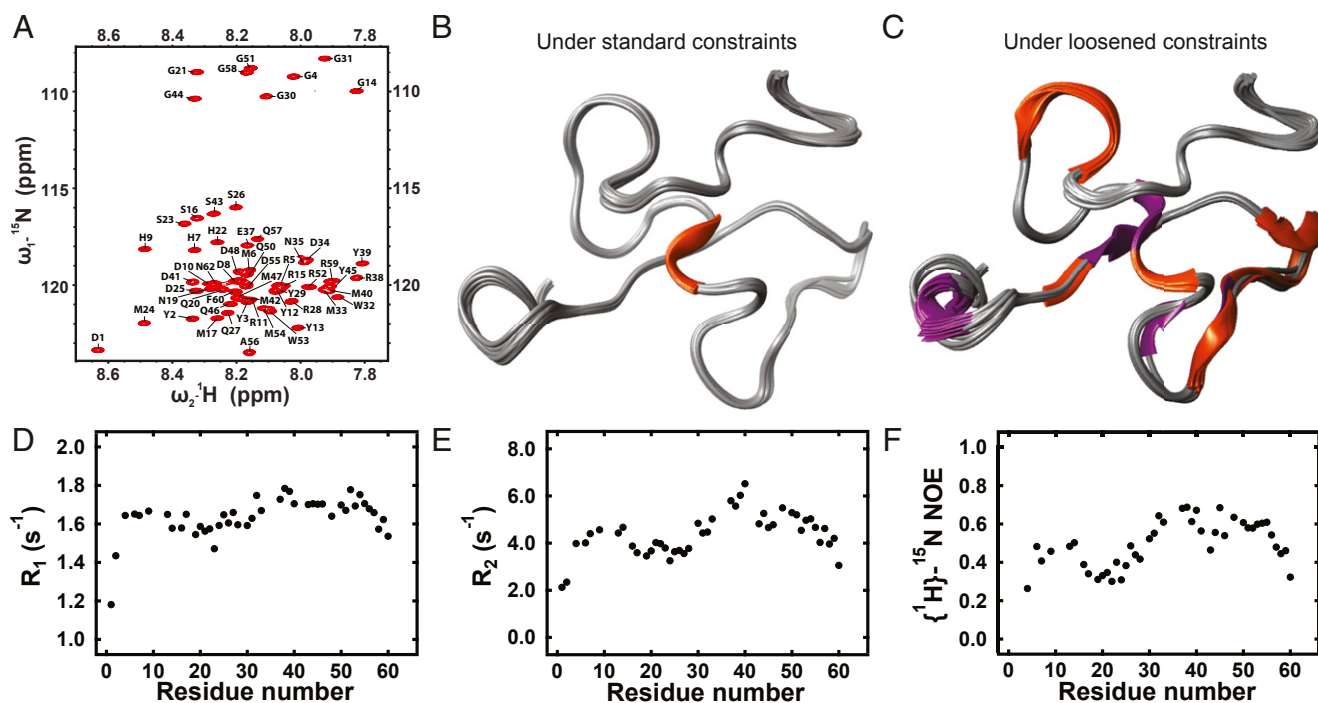 A
B
C
Under standard constraints
Under loosened constraints
8.6 8.4 8.2 8.0 7.8
G51
G31
G21
G58
G4
G14
G44
G30
110
110
ω₁-¹⁵N (ppm)
115
115
S26
S43
S16
S23
H22
E37
Q57
H9
H7
D48
M6
Q50
N35
D34
Y39
D10
N62
D8
D55
R5
R59
D41
M47
R15
R52
Y45
R38
120
120
D25
N19
Q20
F60
M42
Y29
M40
M24
Y2
Q46
Y3
R11
Y12
R28
M33
W32
M17
Q27
M54
W53
Y13
D1
A56
8.6 8.4 8.2 8.0 7.8
ω₂-¹H (ppm)
D
E
F
2.0
1.8
1.6
1.4
1.2
1.0
R₁ (s⁻¹)
0 10 20 30 40 50 60
Residue number
8.0
6.0
4.0
2.0
0.0
R₂ (s⁻¹)
0 10 20 30 40 50 60
Residue number
1.0
0.8
0.6
0.4
0.2
0.0
{¹H}-¹⁵N NOE
0 10 20 30 40 50 60
Residue number